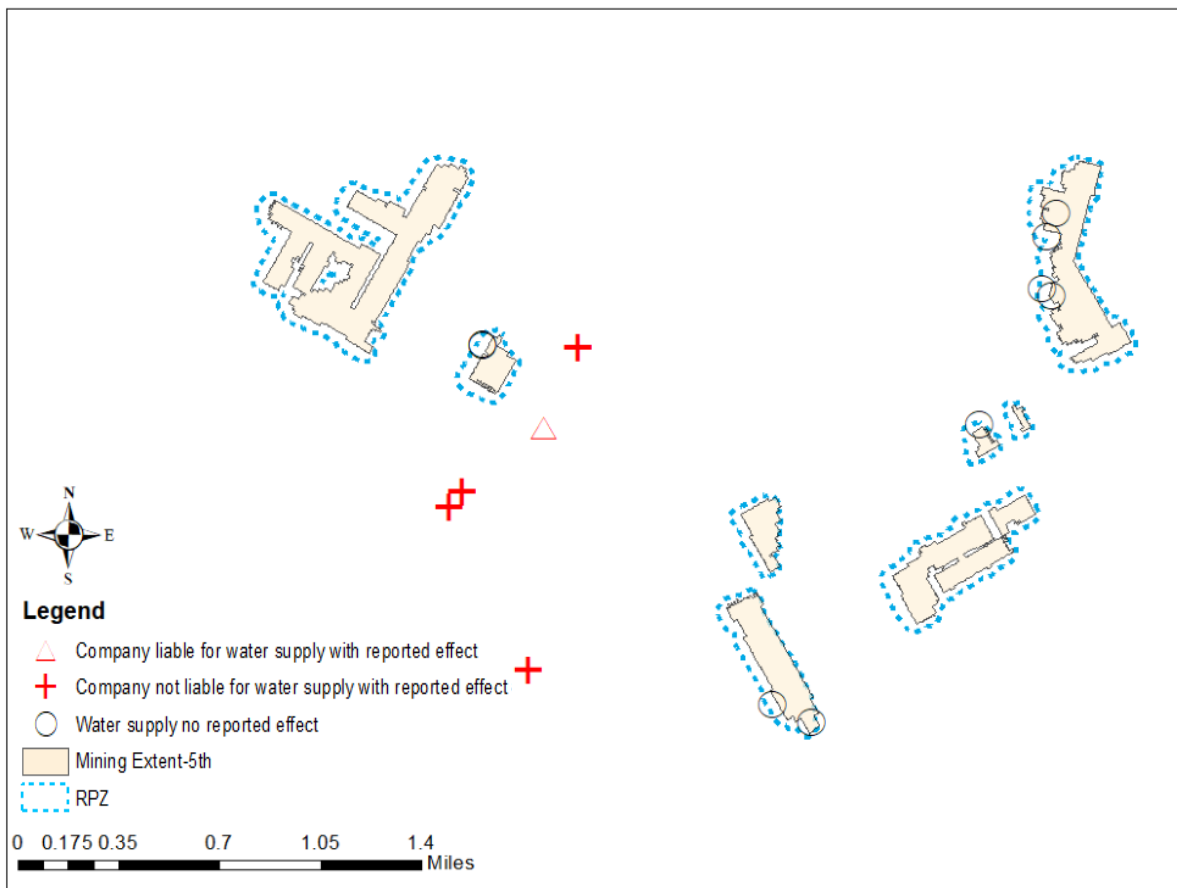 N
W E
S
Legend
Company liable for water supply with reported effect
Company not liable for water supply with reported effect
Water supply no reported effect
Mining Extent-5th
RPZ
0 0.175 0.35 0.7 1.05 1.4
Miles